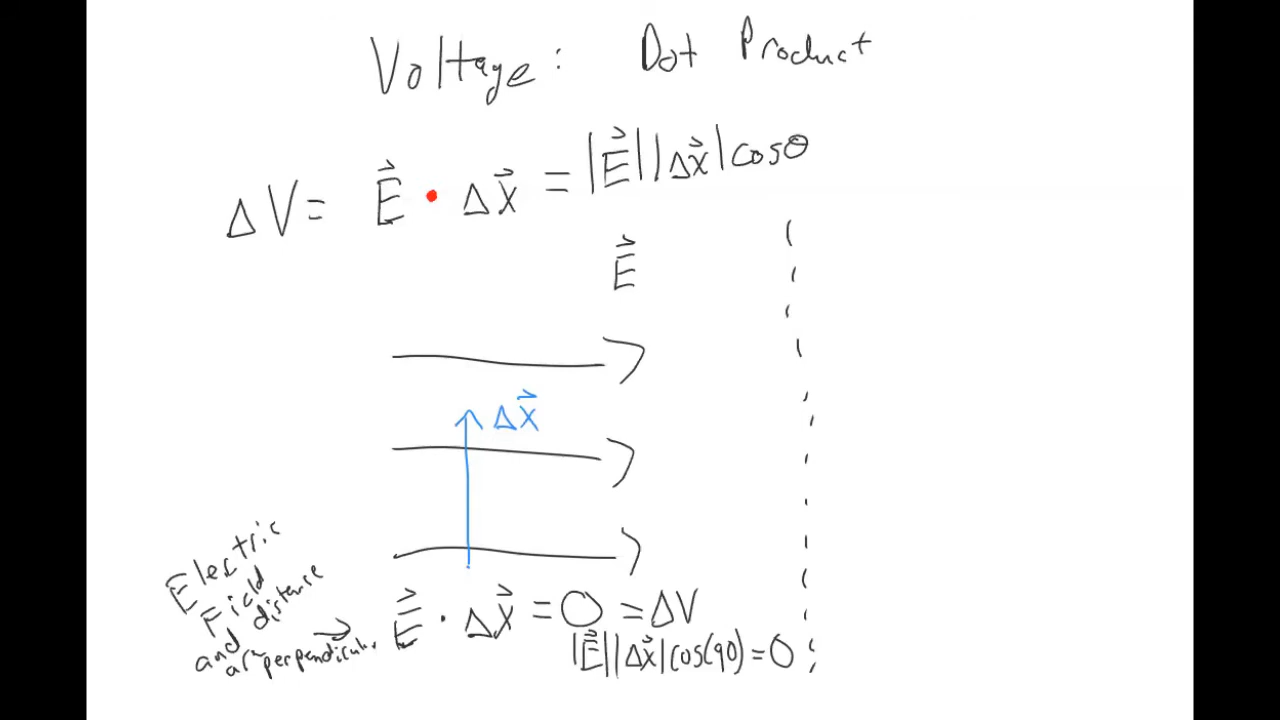 Voltage: Dot Product
ΔV = E⃗ · Δx⃗ = |E⃗||Δx⃗|cosθ
E⃗
Δx⃗
Electric
Field
and distance
are perpendicular
E⃗ · Δx⃗ = 0 = ΔV
|E⃗||Δx⃗|cos(90) = 0